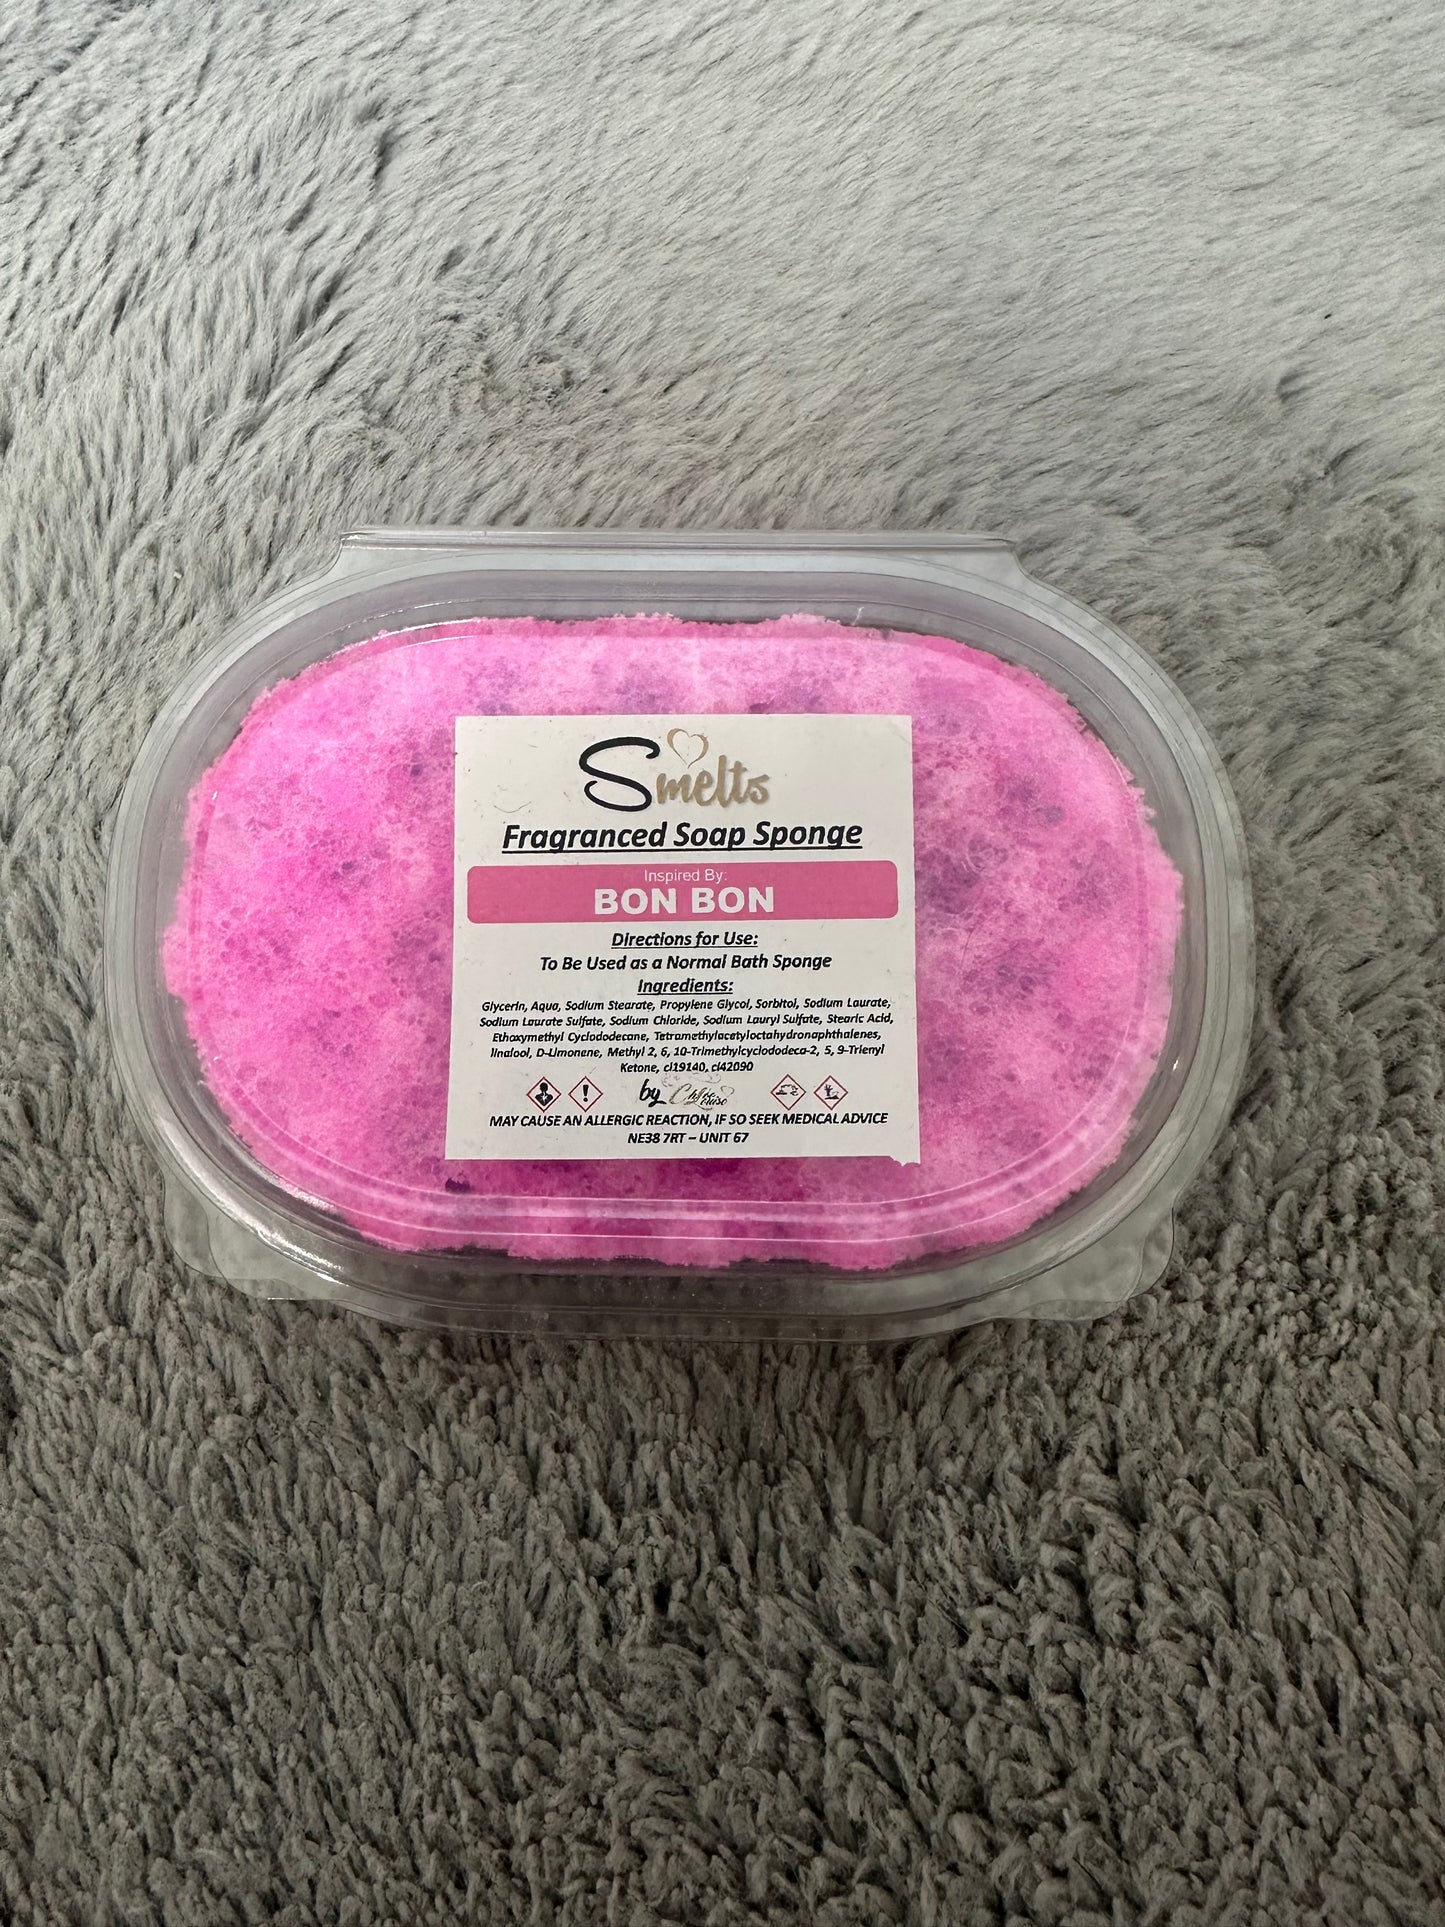 Smelts
Fragranced Soap Sponge
Inspired By:
BON BON
Directions for Use:
To Be Used as a Normal Bath Sponge
Ingredients:
Glycerin, Aqua, Sodium Stearate, Propylene Glycol, Sorbitol, Sodium Laurate,
Sodium Laurate Sulfate, Sodium Chloride, Sodium Lauryl Sulfate, Stearic Acid,
Ethoxymethyl Cyclododecane, Tetramethylacetyloctahydronaphthalenes,
linalool, D-Limonene, Methyl 2, 6, 10-Trimethylcyclododeca-2, 5, 9-Trienyl
Ketone, cl19140, cl42090
by
MAY CAUSE AN ALLERGIC REACTION, IF SO SEEK MEDICAL ADVICE
NE38 7RT – UNIT 67